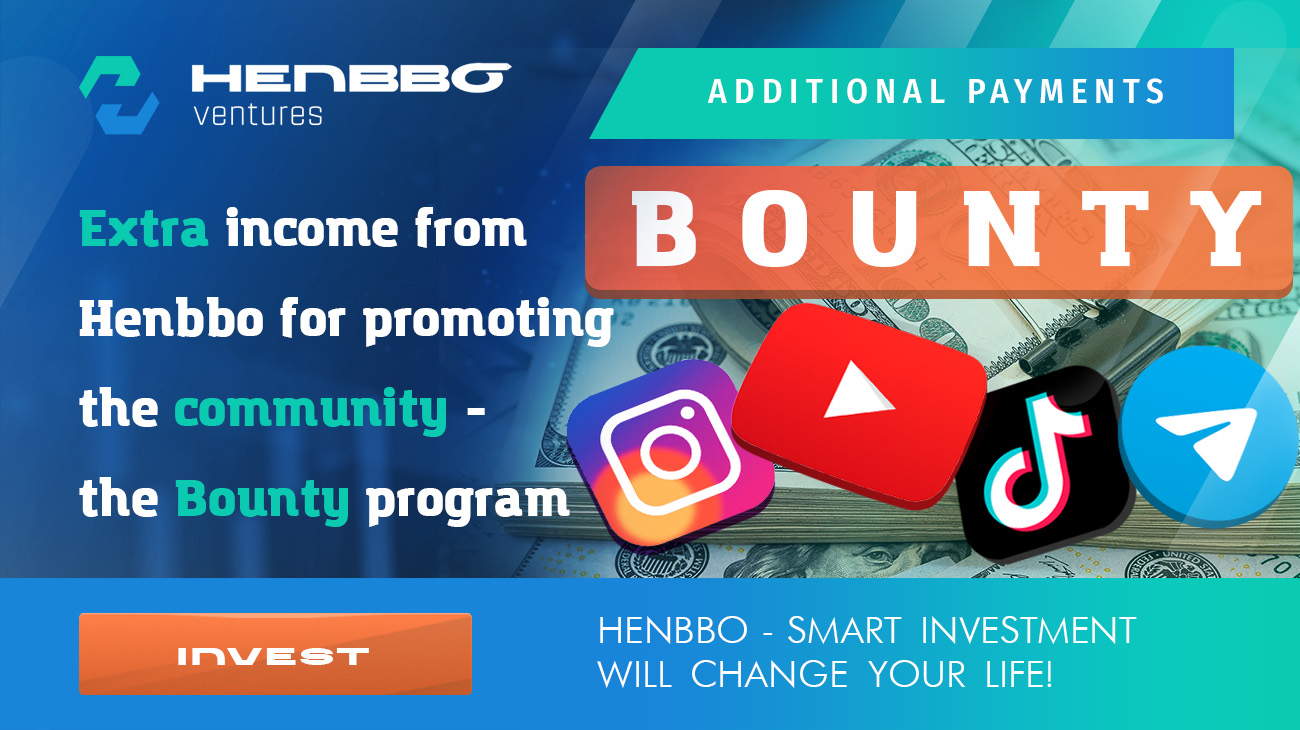 HENBBO
ventures
ADDITIONAL PAYMENTS
BOUNTY
Extra income from
Henbbo for promoting
the community -
the Bounty program
INVEST
HENBBO - SMART INVESTMENT
WILL CHANGE YOUR LIFE!